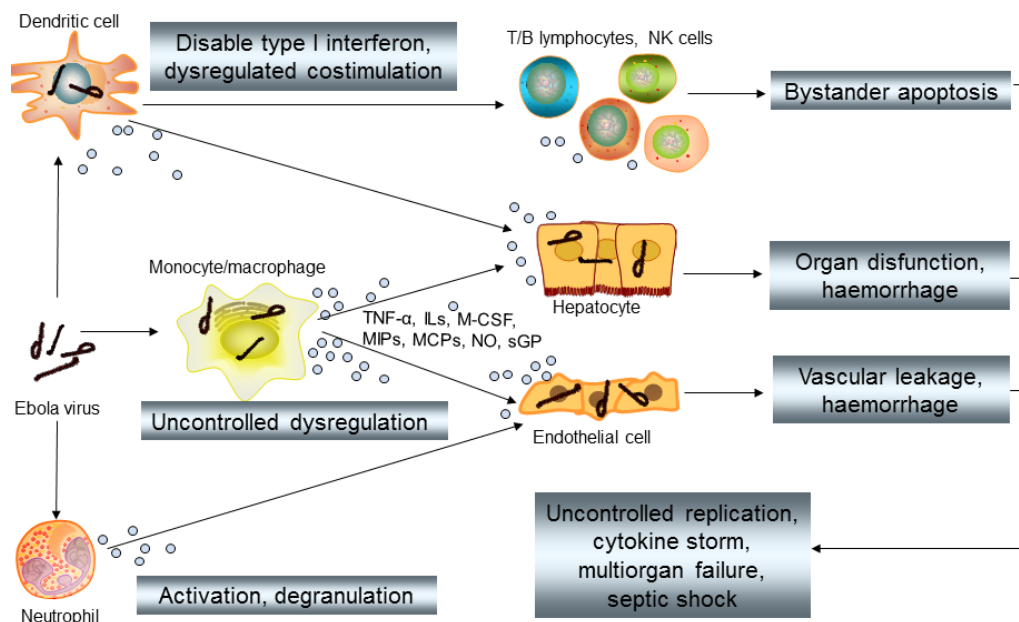 Dendritic cell
Disable type I interferon,
dysregulated costimulation
T/B lymphocytes, NK cells
Bystander apoptosis
Monocyte/macrophage
TNF-α, ILs, M-CSF,
MIPs, MCPs, NO, sGP
Hepatocyte
Organ disfunction,
haemorrhage
Ebola virus
Uncontrolled dysregulation
Endothelial cell
Vascular leakage,
haemorrhage
Neutrophil
Activation, degranulation
Uncontrolled replication,
cytokine storm,
multiorgan failure,
septic shock